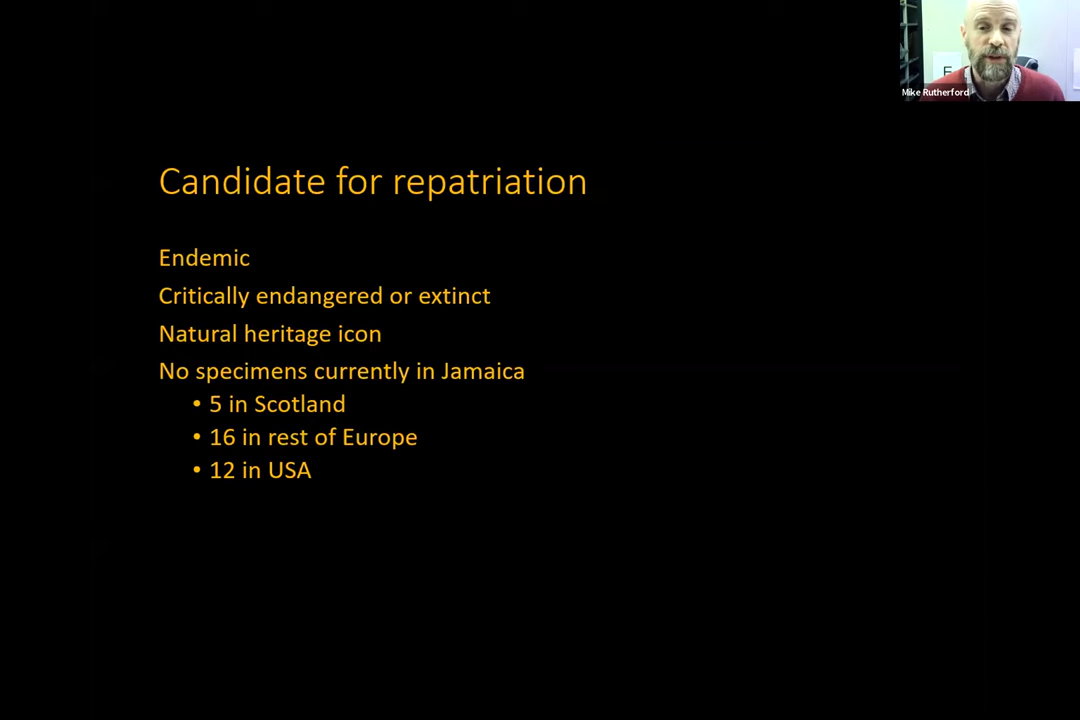 Mike Rutherford
Candidate for repatriation
Endemic
Critically endangered or extinct
Natural heritage icon
No specimens currently in Jamaica
• 5 in Scotland
• 16 in rest of Europe
• 12 in USA